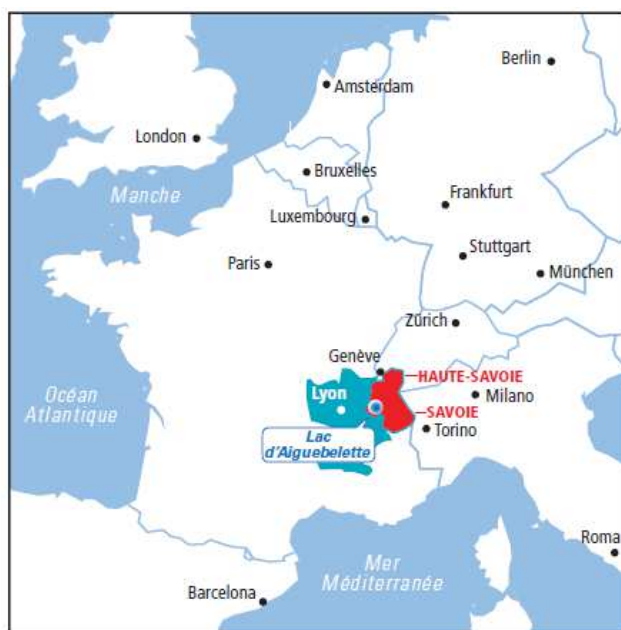 Berlin
Amsterdam
London
Bruxelles
Manche
Frankfurt
Luxembourg
Stuttgart
Paris
München
Zürich
Genève
HAUTE-SAVOIE
Océan
Atlantique
Lyon
Milano
SAVOIE
Torino
Lac
d'Aiguebelette
Roma
Mer
Méditerranée
Barcelona